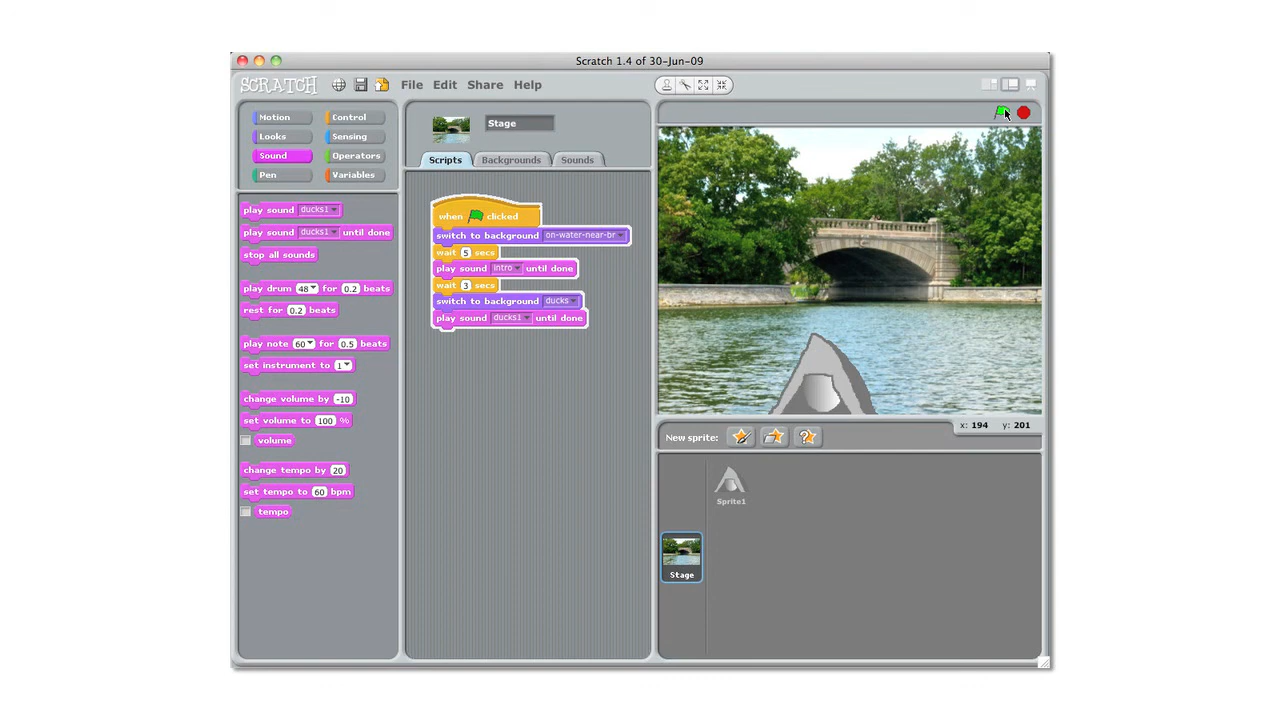 Scratch 1.4 of 30-Jun-09
SCRATCH File Edit Share Help
Motion Control
Looks Sensing
Sound Operators
Pen Variables
play sound ducks1
play sound ducks1 until done
stop all sounds
play drum 48 for 0.2 beats
rest for 0.2 beats
play note 60 for 0.5 beats
set instrument to 1
change volume by -10
set volume to 100 %
volume
change tempo by 20
set tempo to 60 bpm
tempo
Stage
Scripts Backgrounds Sounds
when clicked
switch to background on-water-near-br
wait 5 secs
play sound intro until done
wait 3 secs
switch to background ducks
play sound ducks1 until done
x: 194 y: 201
New sprite:
Sprite1
Stage